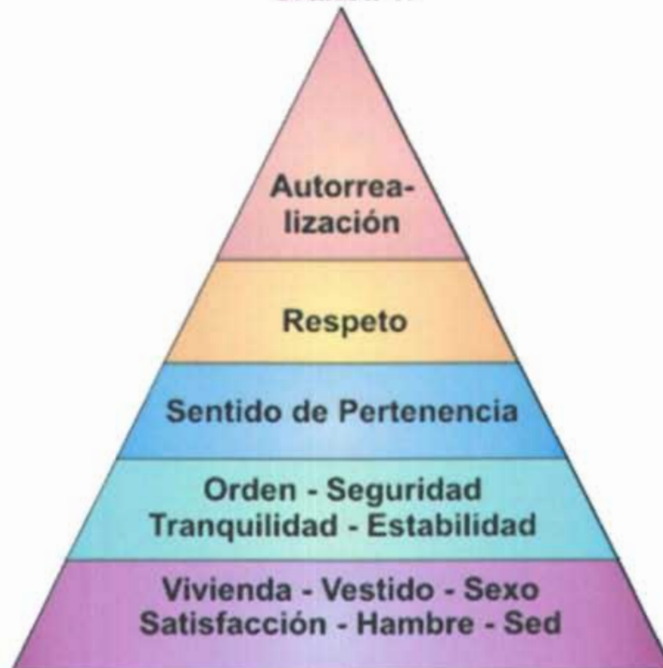 Autorrea-
lización
Respeto
Sentido de Pertenencia
Orden - Seguridad
Tranquilidad - Estabilidad
Vivienda - Vestido - Sexo
Satisfacción - Hambre - Sed